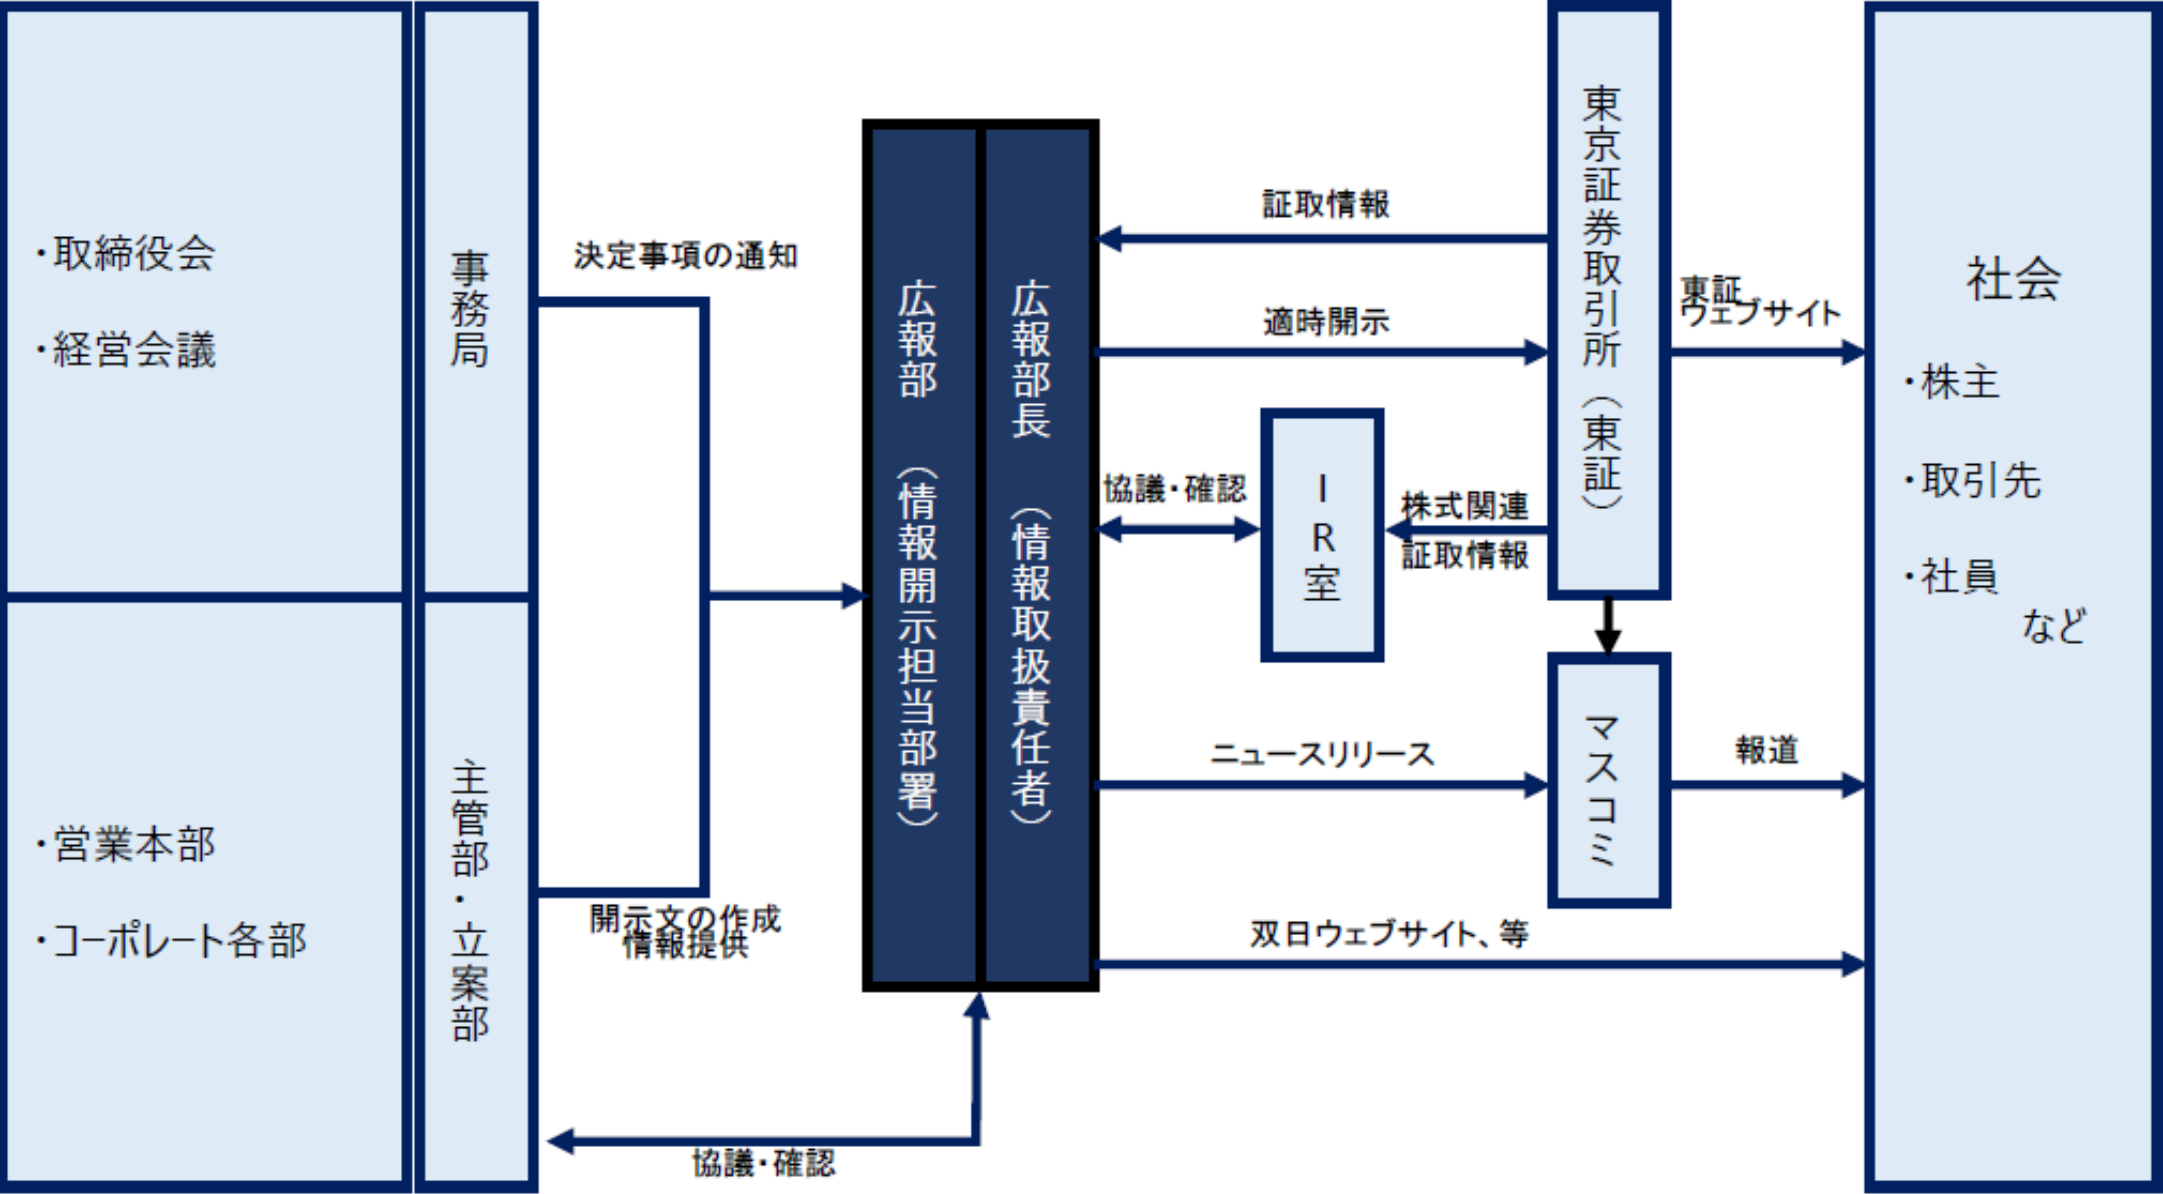 ・取締役会
・経営会議
事務局
・営業本部
・コーポレート各部
主管部・立案部
決定事項の通知
開示文の作成
情報提供
協議・確認
広報部 （情報開示担当部署）
広報部長 （情報取扱責任者）
証取情報
適時開示
協議・確認
IR室
株式関連
証取情報
ニュースリリース
双日ウェブサイト、等
東京証券取引所（東証）
マスコミ
東証
ウェブサイト
報道
社会
・株主
・取引先
・社員
など